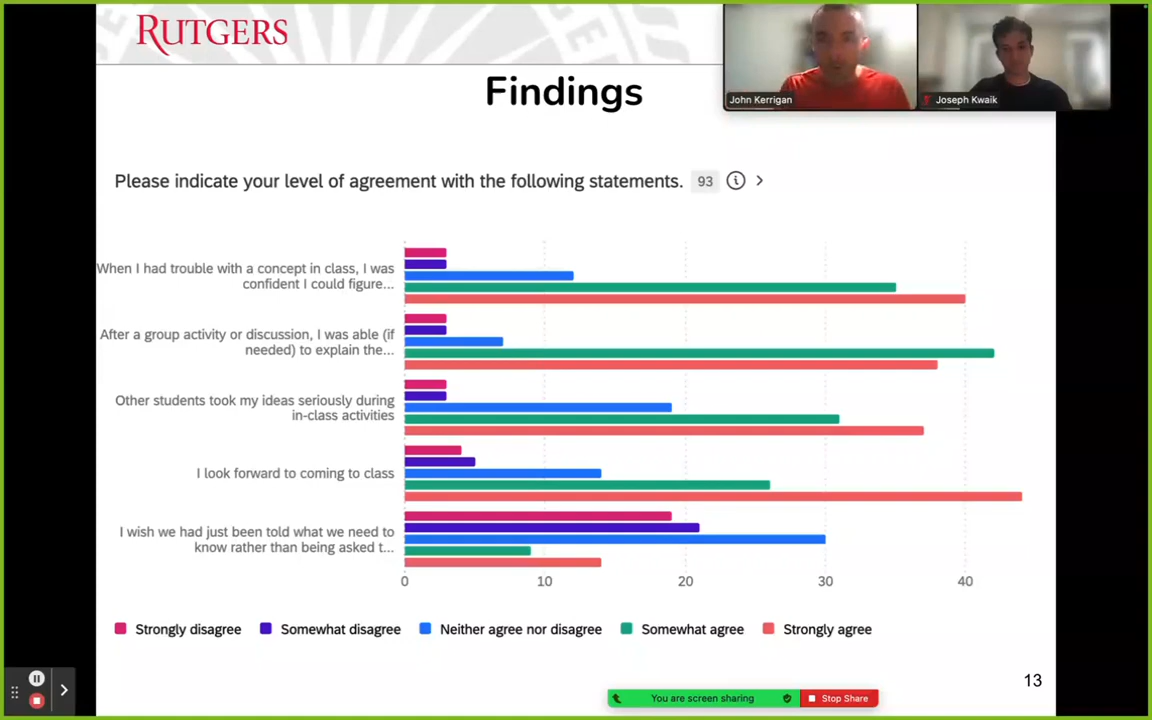 RUTGERS
Findings
John Kerrigan
Joseph Kwaik
Please indicate your level of agreement with the following statements. 93
When I had trouble with a concept in class, I was
confident I could figure...
After a group activity or discussion, I was able (if
needed) to explain the...
Other students took my ideas seriously during
in-class activities
I look forward to coming to class
I wish we had just been told what we need to
know rather than being asked t...
0 10 20 30 40
Strongly disagree Somewhat disagree Neither agree nor disagree Somewhat agree Strongly agree
13
You are screen sharing Stop Share